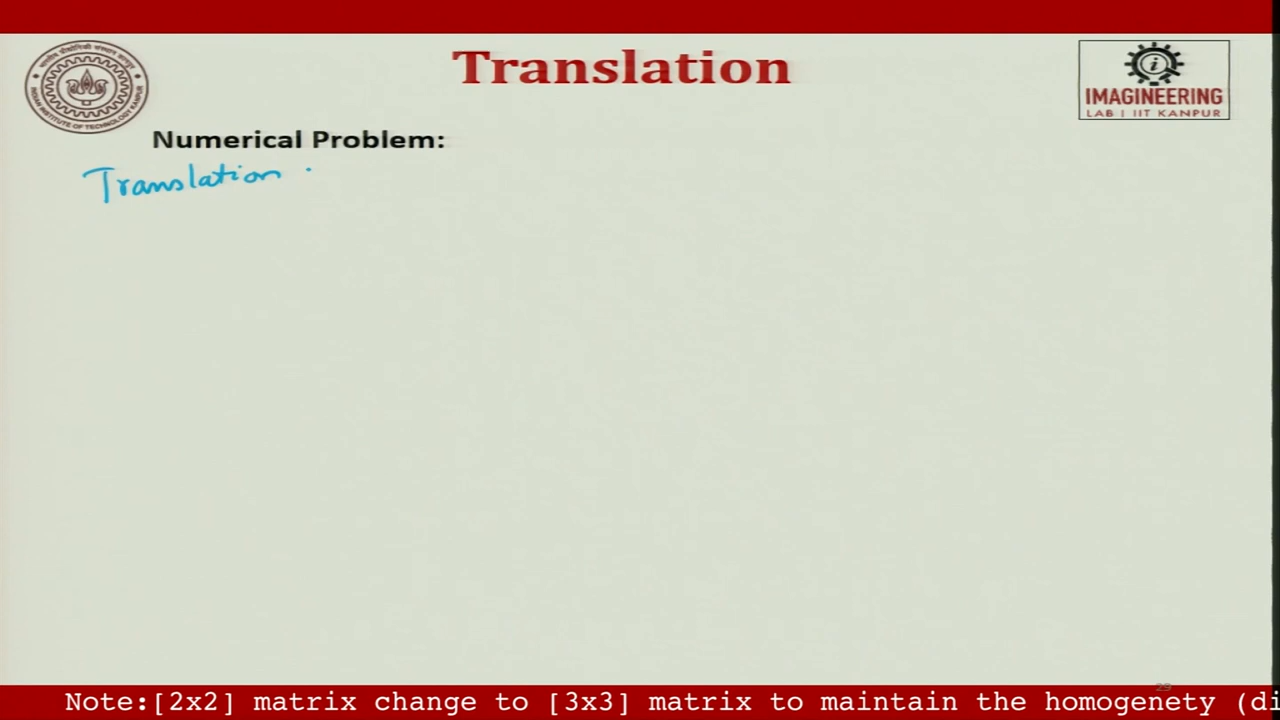 Translation
IMAGINEERING
LAB | IIT KANPUR
Numerical Problem:
Translation
29
Note:[2x2] matrix change to [3x3] matrix to maintain the homogenety (di